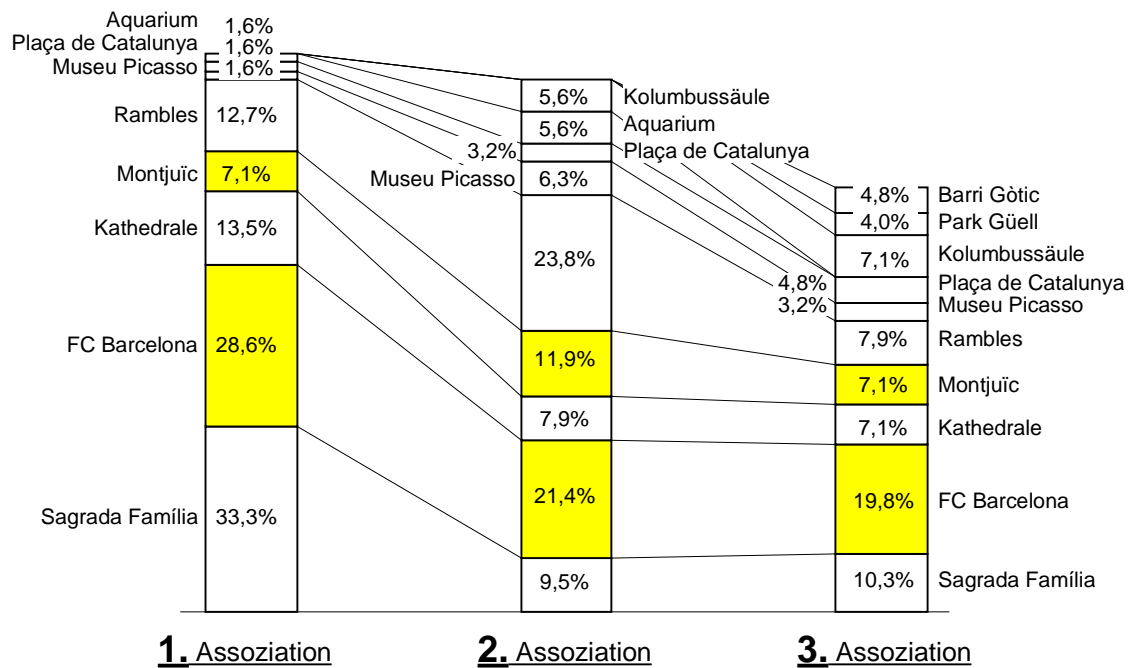 Aquarium 1,6%
Plaça de Catalunya 1,6%
Museu Picasso 1,6%
Rambles 12,7%
Montjuïc 7,1%
Kathedrale 13,5%
FC Barcelona 28,6%
Sagrada Família 33,3%
1. Assoziation
5,6% Kolumbussäule
5,6% Aquarium
3,2% Plaça de Catalunya
Museu Picasso 6,3%
23,8%
11,9%
7,9%
21,4%
9,5%
2. Assoziation
4,8% Barri Gòtic
4,0% Park Güell
7,1% Kolumbussäule
4,8% Plaça de Catalunya
3,2% Museu Picasso
7,9% Rambles
7,1% Montjuïc
7,1% Kathedrale
19,8% FC Barcelona
10,3% Sagrada Família
3. Assoziation